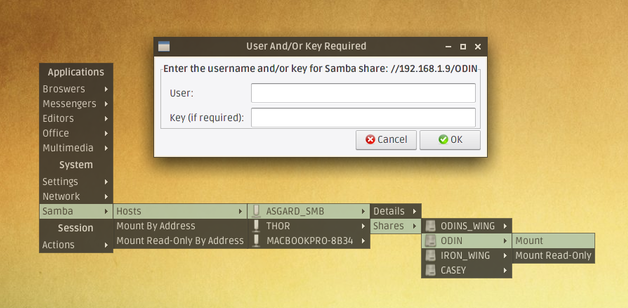 User And/Or Key Required
Enter the username and/or key for Samba share: //192.168.1.9/ODIN
User:
Key (if required):
Cancel
OK
Applications
Broswers
Messengers
Editors
Office
Multimedia
System
Settings
Network
Samba
Session
Actions
Hosts
Mount By Address
Mount Read-Only By Address
ASGARD_SMB
THOR
MACBOOKPRO-8B34
Details
Shares
ODINS_WING
ODIN
IRON_WING
CASEY
Mount
Mount Read-Only